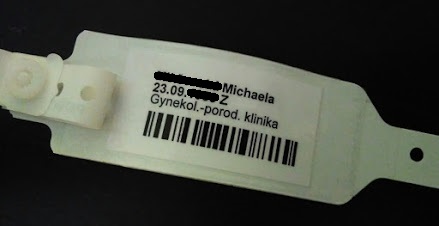 Michaela
23.09. Z
Gynekol.-porod. klinika